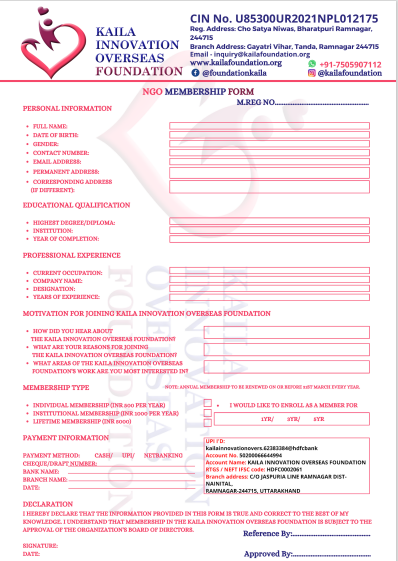 KAILA
INNOVATION
OVERSEAS
FOUNDATION
CIN No. U85300UR2021NPL012175
Reg. Address: Cho Satya Niwas, Bharatpuri Ramnagar,
244715
Branch Address: Gayatri Vihar, Tanda, Ramnagar 244715
Email - inquiry@kailafoundation.org
www.kailafoundation.org
+91-7505907112
@foundationkaila
@kailafoundation
NGO MEMBERSHIP FORM
M.REG NO............................................
PERSONAL INFORMATION
• FULL NAME:
• DATE OF BIRTH:
• GENDER:
• CONTACT NUMBER:
• EMAIL ADDRESS:
• PERMANENT ADDRESS:
• CORRESPONDING ADDRESS
(IF DIFFERENT):
EDUCATIONAL QUALIFICATION
• HIGHEST DEGREE/DIPLOMA:
• INSTITUTION:
• YEAR OF COMPLETION:
PROFESSIONAL EXPERIENCE
• CURRENT OCCUPATION:
• COMPANY NAME:
• DESIGNATION:
• YEARS OF EXPERIENCE:
KAILA
INNOVATION
OVERSEAS
FOUNDATION
MOTIVATION FOR JOINING KAILA INNOVATION OVERSEAS FOUNDATION
• HOW DID YOU HEAR ABOUT
THE KAILA INNOVATION OVERSEAS FOUNDATION?
• WHAT ARE YOUR REASONS FOR JOINING
THE KAILA INNOVATION OVERSEAS FOUNDATION?
• WHAT AREAS OF THE KAILA INNOVATION OVERSEAS
FOUNDATION'S WORK ARE YOU MOST INTERESTED IN?
MEMBERSHIP TYPE
NOTE: ANNUAL MEMBERSHIP TO BE RENEWED ON OR BEFORE 31ST MARCH EVERY YEAR.
• INDIVIDUAL MEMBERSHIP (INR 500 PER YEAR)
• INSTITUTIONAL MEMBERSHIP (INR 1000 PER YEAR)
• LIFETIME MEMBERSHIP (INR 2000)
• I WOULD LIKE TO ENROLL AS A MEMBER FOR
1YR/ 3YR/ 5YR
PAYMENT INFORMATION
PAYMENT METHOD: CASH/ UPI/ NETBANKING
CHEQUE/DRAFT NUMBER:
BANK NAME:
BRANCH NAME:
DATE:
UPI I'D:
kailainnovationovers.62383384@hdfcbank
Account No. 50200066644994
Account Name: KAILA INNOVATION OVERSEAS FOUNDATION
RTGS / NEFT IFSC code: HDFC0002061
Branch address: C/O JASPURIA LINE RAMNAGAR DIST-
NAINITAL,
RAMNAGAR-244715, UTTARAKHAND
DECLARATION
I HEREBY DECLARE THAT THE INFORMATION PROVIDED IN THIS FORM IS TRUE AND CORRECT TO THE BEST OF MY
KNOWLEDGE. I UNDERSTAND THAT MEMBERSHIP IN THE KAILA INNOVATION OVERSEAS FOUNDATION IS SUBJECT TO THE
APPROVAL OF THE ORGANIZATION'S BOARD OF DIRECTORS.
Reference By:...................................
SIGNATURE:
DATE:
Approved By:...................................